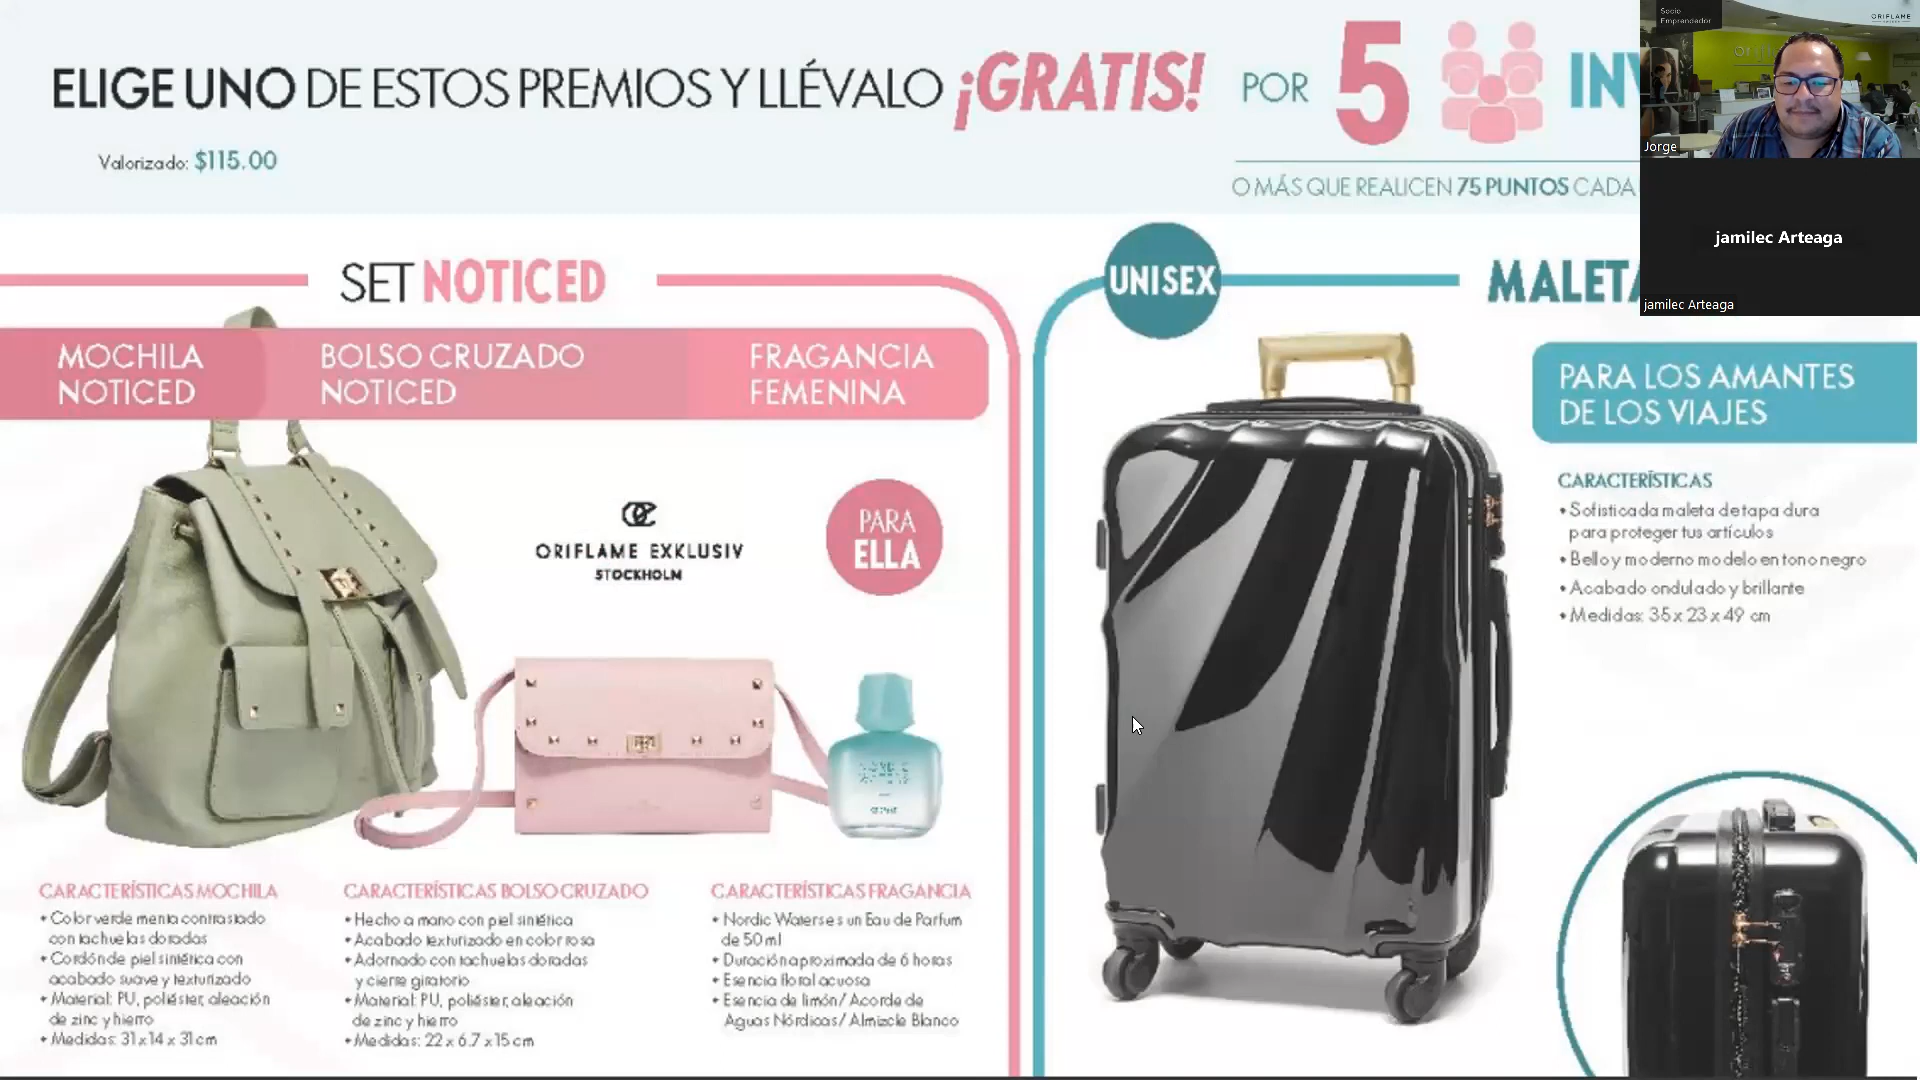 ELIGE UNO DE ESTOS PREMIOS Y LLÉVALO ¡GRATIS! POR 5 INV
Valorizado: $115.00
O MÁS QUE REALICEN 75 PUNTOS CADA
Socio
Emprendedor
ORIFLAME
Jorge
jamilec Arteaga
jamilec Arteaga
SET NOTICED
MOCHILA
NOTICED
BOLSO CRUZADO
NOTICED
FRAGANCIA
FEMENINA
OE
ORIFLAME EXKLUSIV
STOCKHOLM
PARA
ELLA
CARACTERÍSTICAS MOCHILA
• Color verde menta contrastado
con tachuelas doradas
• Cordón de piel sintética con
acabado suave y texturizado
• Material: PU, poliéster, aleación
de zinc y hierro
• Medidas: 31 x 14 x 31 cm
CARACTERÍSTICAS BOLSO CRUZADO
• Hecho a mano con piel sintética
• Acabado texturizado en color rosa
• Adornado con tachuelas doradas
y cierre giratorio
• Material: PU, poliéster, aleación
de zinc y hierro
• Medidas: 22 x 6.7 x 15 cm
CARACTERÍSTICAS FRAGANCIA
• Nordic Waters es un Eau de Parfum
de 50 ml
• Duración aproximada de 6 horas
• Esencia floral acuosa
• Esencia de limón / Acorde de
Aguas Nórdicas / Almizcle Blanco
UNISEX
MALETA
PARA LOS AMANTES
DE LOS VIAJES
CARACTERÍSTICAS
• Sofisticada maleta de tapa dura
para proteger tus artículos
• Bello y moderno modelo en tono negro
• Acabado ondulado y brillante
• Medidas: 35 x 23 x 49 cm